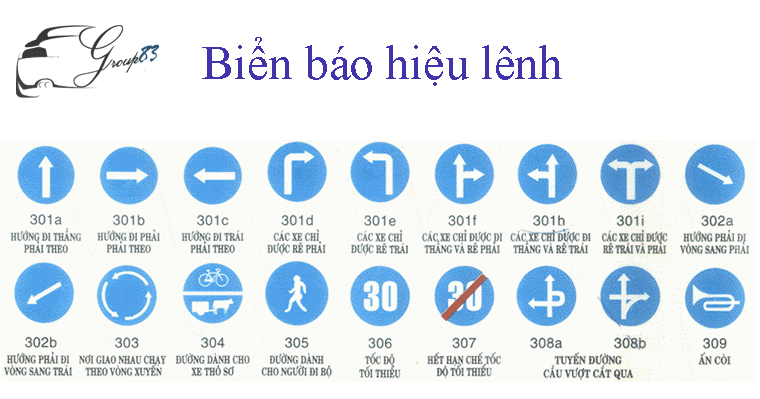 Group83
Biển báo hiệu lênh
301a 301b 301c 301d 301e 301f 301h 301i 302a
HƯỚNG ĐI THẲNG HƯỚNG ĐI PHẢI HƯỚNG ĐI TRÁI CÁC XE CHỈ CÁC XE CHỈ CÁC XE CHỈ ĐƯỢC ĐI CÁC XE CHỈ ĐƯỢC ĐI CÁC XE CHỈ ĐƯỢC HƯỚNG PHẢI ĐI
PHẢI THEO PHẢI THEO PHẢI THEO ĐƯỢC RẼ PHẢI ĐƯỢC RẼ TRÁI THẲNG VÀ RẼ PHẢI THẲNG VÀ RẼ TRÁI RẼ TRÁI VÀ PHẢI VÒNG SANG PHẢI
30 30
302b 303 304 305 306 307 308a 308b 309
HƯỚNG PHẢI ĐI NƠI GIAO NHAU CHẠY ĐƯỜNG DÀNH CHO ĐƯỜNG DÀNH TỐC ĐỘ HẾT HẠN CHẾ TỐC TUYẾN ĐƯỜNG ẤN CÒI
VÒNG SANG TRÁI THEO VÒNG XUYẾN XE THÔ SƠ CHO NGƯỜI ĐI BỘ TỐI THIỂU ĐỘ TỐI THIỂU CẦU VƯỢT CẮT QUA